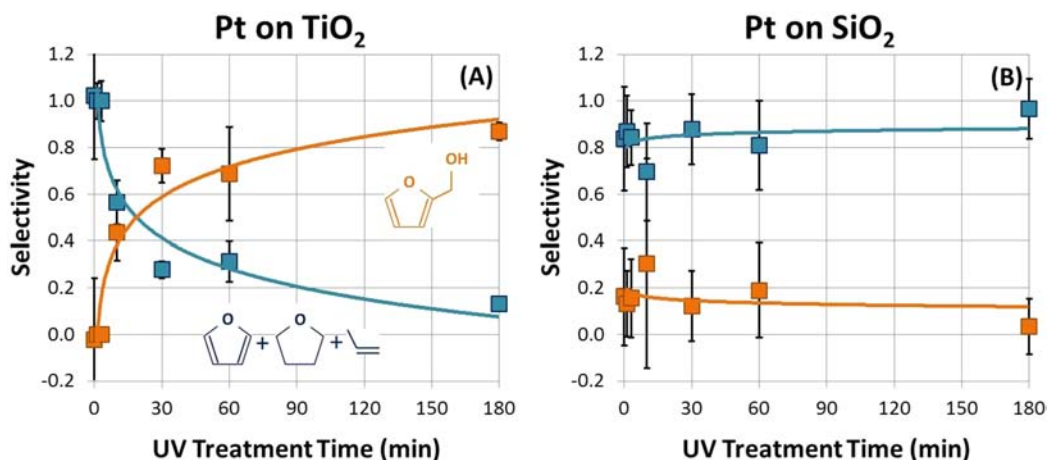 Pt on TiO₂
Pt on SiO₂
(A)
(B)
Selectivity
1.2
1.0
0.8
0.6
0.4
0.2
0.0
-0.2
OH
O
O + O +
0 30 60 90 120 150 180
UV Treatment Time (min)
Selectivity
1.2
1.0
0.8
0.6
0.4
0.2
0.0
-0.2
0 30 60 90 120 150 180
UV Treatment Time (min)